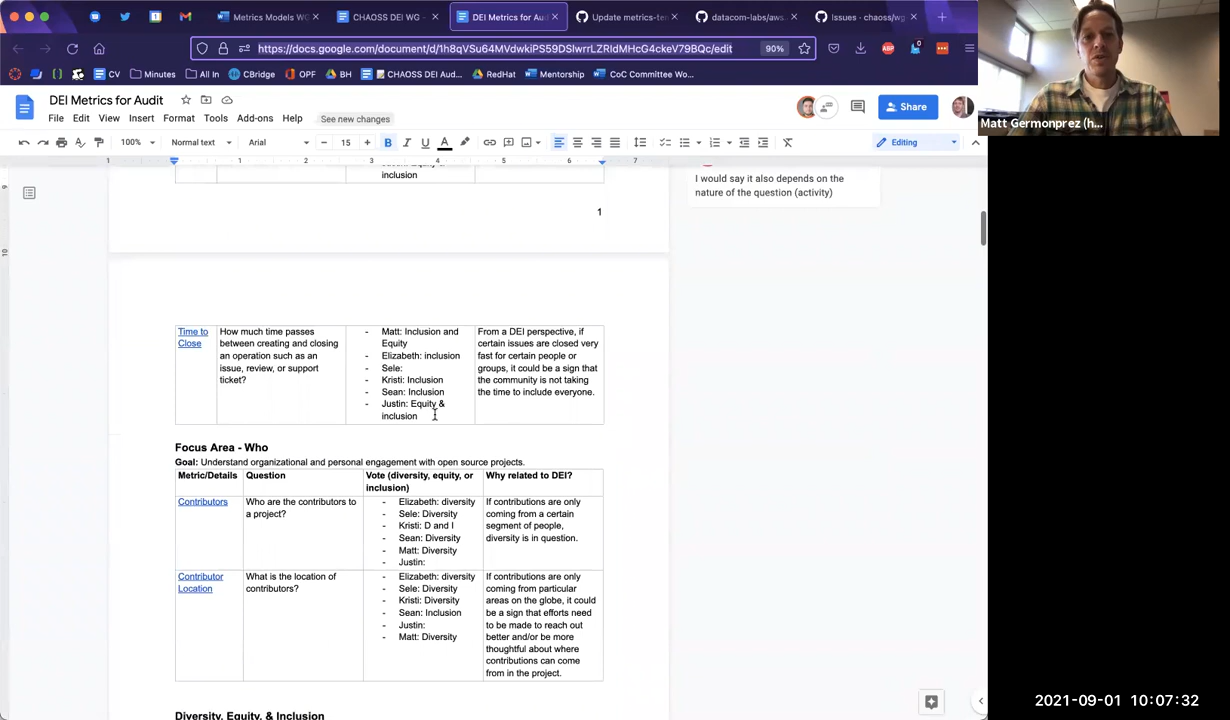 Metrics Models WG
CHAOSS DEI WG -
DEI Metrics for Aud
Update metrics-ten
datacom-labs/aws
Issues · chaoss/wg
https://docs.google.com/document/d/1h8qVSu64MVdwkiPS59DSIwrrLZRIdMHcG4ckeV79BQc/edit
90%
CV
Minutes
All In
CBridge
OPF
BH
CHAOSS DEI Aud...
RedHat
Mentorship
CoC Committee Wo...
DEI Metrics for Audit
File Edit View Insert Format Tools Add-ons Help See new changes
Share
100% Normal text Arial 15 Editing
1 1 2 3 4 5 6 7
inclusion
1
I would say it also depends on the
nature of the question (activity)
Time to
Close
How much time passes
between creating and closing
an operation such as an
issue, review, or support
ticket?
- Matt: Inclusion and
Equity
- Elizabeth: inclusion
- Sele:
- Kristi: Inclusion
- Sean: Inclusion
- Justin: Equity &
inclusion
From a DEI perspective, if
certain issues are closed very
fast for certain people or
groups, it could be a sign that
the community is not taking
the time to include everyone.
Focus Area - Who
Goal: Understand organizational and personal engagement with open source projects.
Metric/Details
Question
Vote (diversity, equity, or
inclusion)
Why related to DEI?
Contributors
Who are the contributors to
a project?
- Elizabeth: diversity
- Sele: Diversity
- Kristi: D and I
- Sean: Diversity
- Matt: Diversity
- Justin:
If contributions are only
coming from a certain
segment of people,
diversity is in question.
Contributor
Location
What is the location of
contributors?
- Elizabeth: diversity
- Sele: Diversity
- Kristi: Diversity
- Sean: Inclusion
- Justin:
- Matt: Diversity
If contributions are only
coming from particular
areas on the globe, it could
be a sign that efforts need
to be made to reach out
better and/or be more
thoughtful about where
contributions can come
from in the project.
Diversity, Equity, & Inclusion
Matt Germonprez (h...
2021-09-01 10:07:32